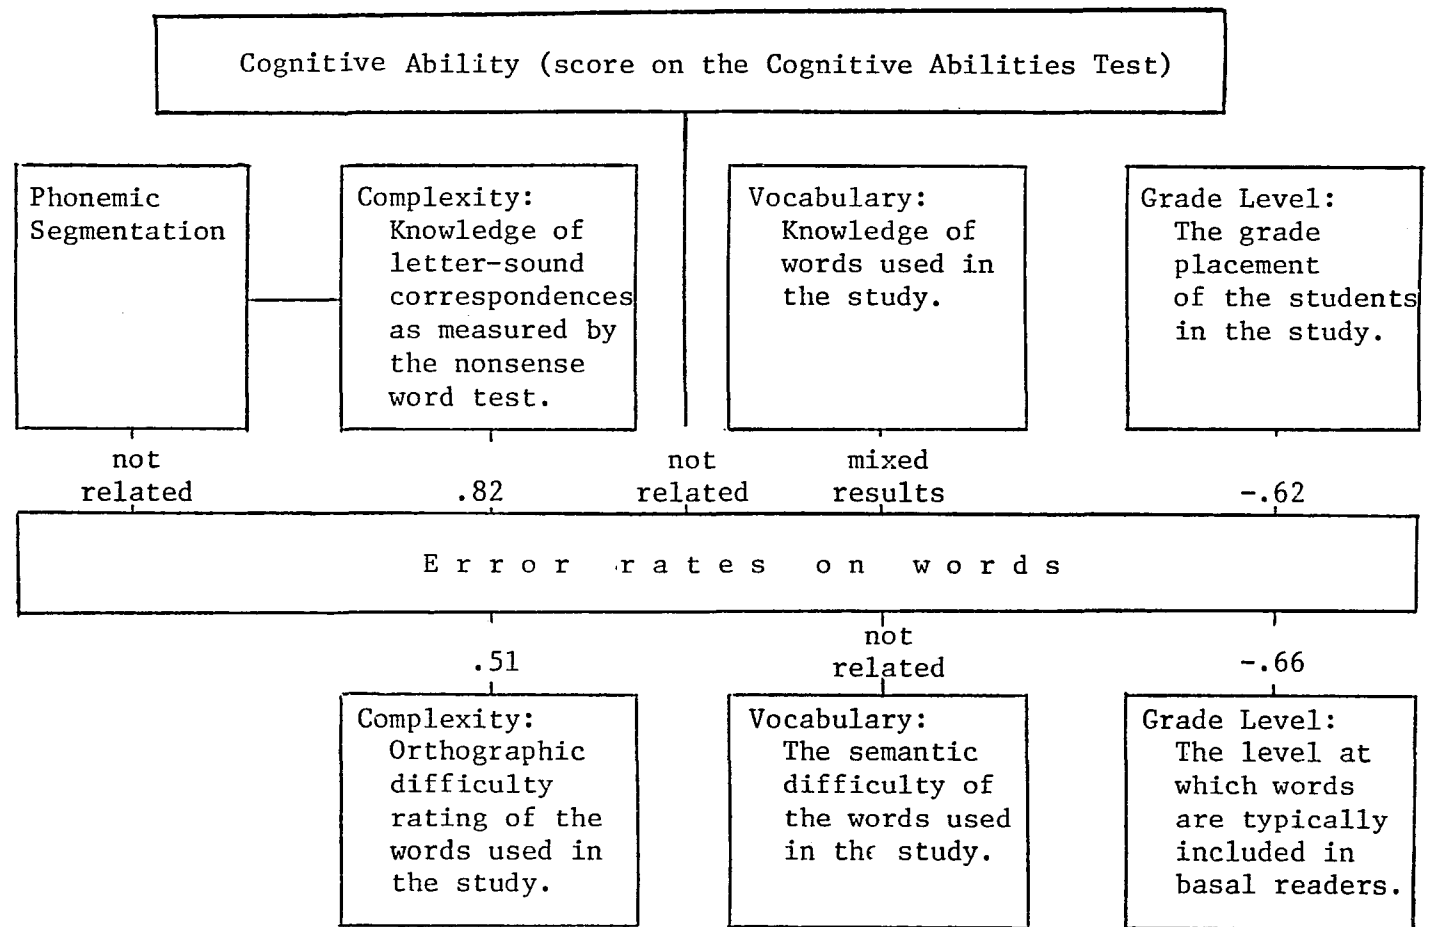 Cognitive Ability (score on the Cognitive Abilities Test)
Phonemic
Segmentation
Complexity:
Knowledge of
letter-sound
correspondences
as measured by
the nonsense
word test.
Vocabulary:
Knowledge of
words used in
the study.
Grade Level:
The grade
placement
of the students
in the study.
not
related
.82
not
related
mixed
results
-.62
Error rates on words
.51
not
related
-.66
Complexity:
Orthographic
difficulty
rating of the
words used in
the study.
Vocabulary:
The semantic
difficulty of
the words used
in the study.
Grade Level:
The level at
which words
are typically
included in
basal readers.